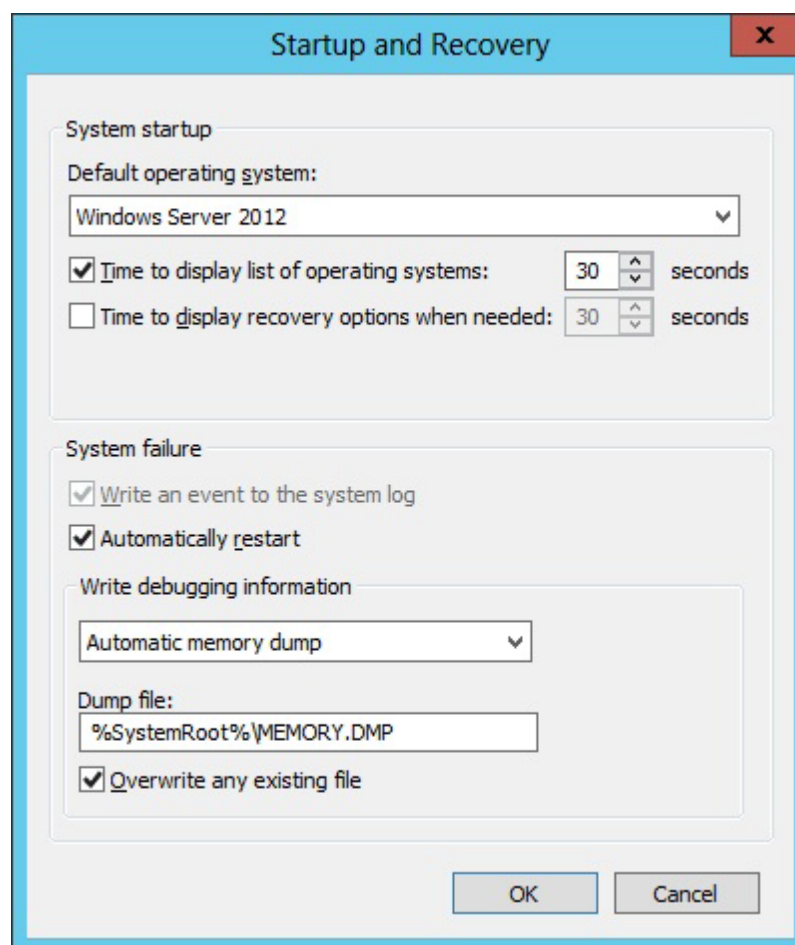 Startup and Recovery
x
System startup
Default operating system:
Windows Server 2012
Time to display list of operating systems: 30 seconds
Time to display recovery options when needed: 30 seconds
System failure
Write an event to the system log
Automatically restart
Write debugging information
Automatic memory dump
Dump file:
%SystemRoot%\MEMORY.DMP
Overwrite any existing file
OK Cancel